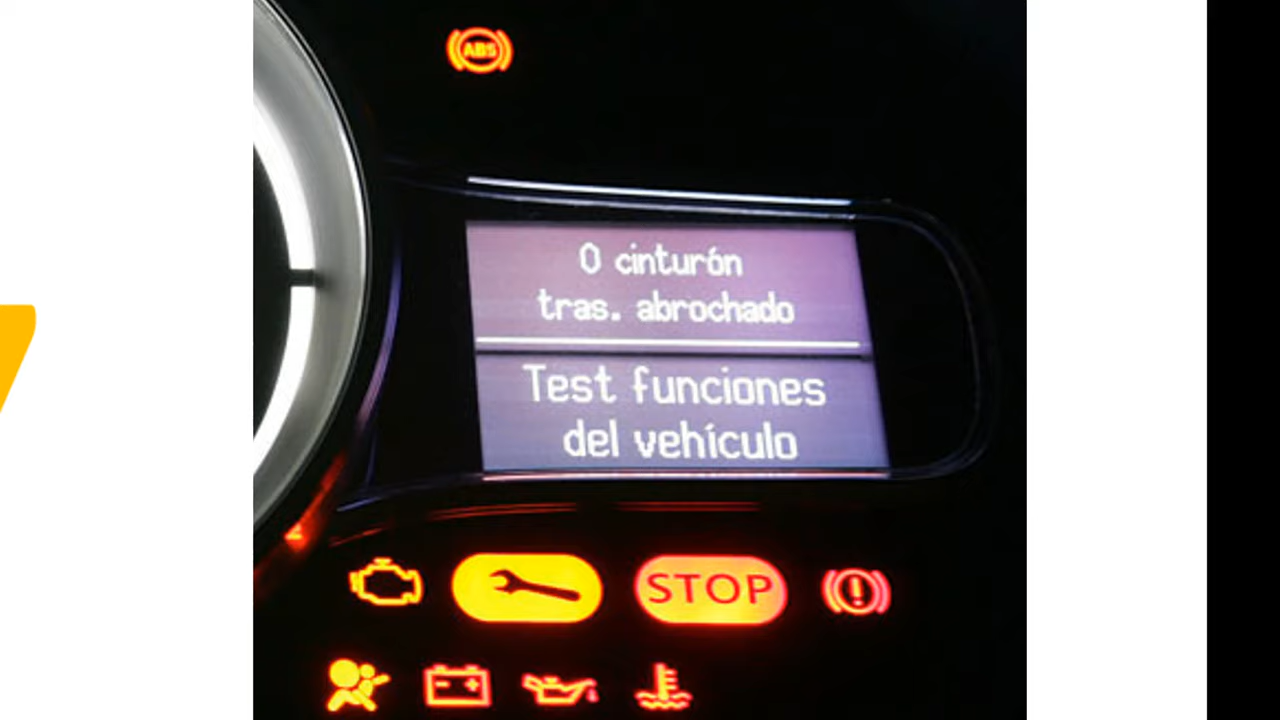 ABS
0 cinturón
tras. abrochado
Test funciones
del vehículo
STOP